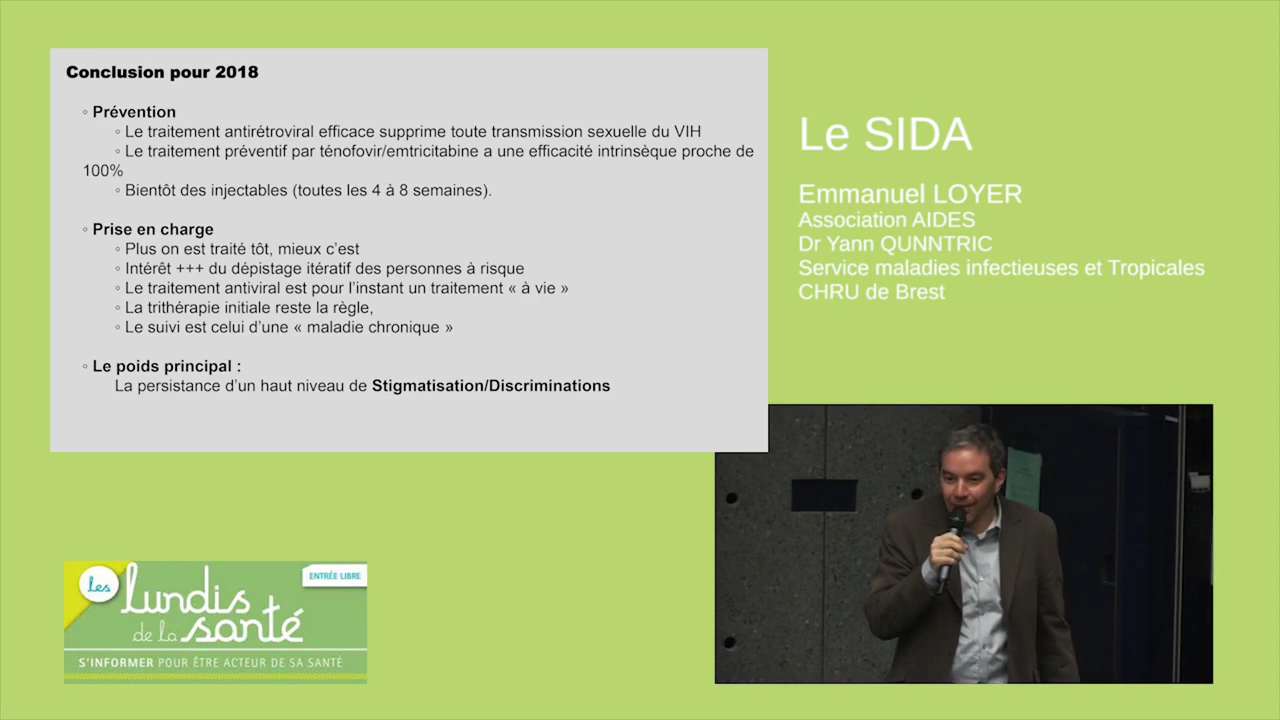 Conclusion pour 2018
◦ Prévention
◦ Le traitement antirétroviral efficace supprime toute transmission sexuelle du VIH
◦ Le traitement préventif par ténofovir/emtricitabine a une efficacité intrinsèque proche de
100%
◦ Bientôt des injectables (toutes les 4 à 8 semaines).
◦ Prise en charge
◦ Plus on est traité tôt, mieux c’est
◦ Intérêt +++ du dépistage itératif des personnes à risque
◦ Le traitement antiviral est pour l’instant un traitement « à vie »
◦ La trithérapie initiale reste la règle,
◦ Le suivi est celui d’une « maladie chronique »
◦ Le poids principal :
La persistance d’un haut niveau de Stigmatisation/Discriminations
Le SIDA
Emmanuel LOYER
Association AIDES
Dr Yann QUNNTRIC
Service maladies infectieuses et Tropicales
CHRU de Brest
les
lundis
de la santé
ENTRÉE LIBRE
S'INFORMER POUR ÊTRE ACTEUR DE SA SANTÉ